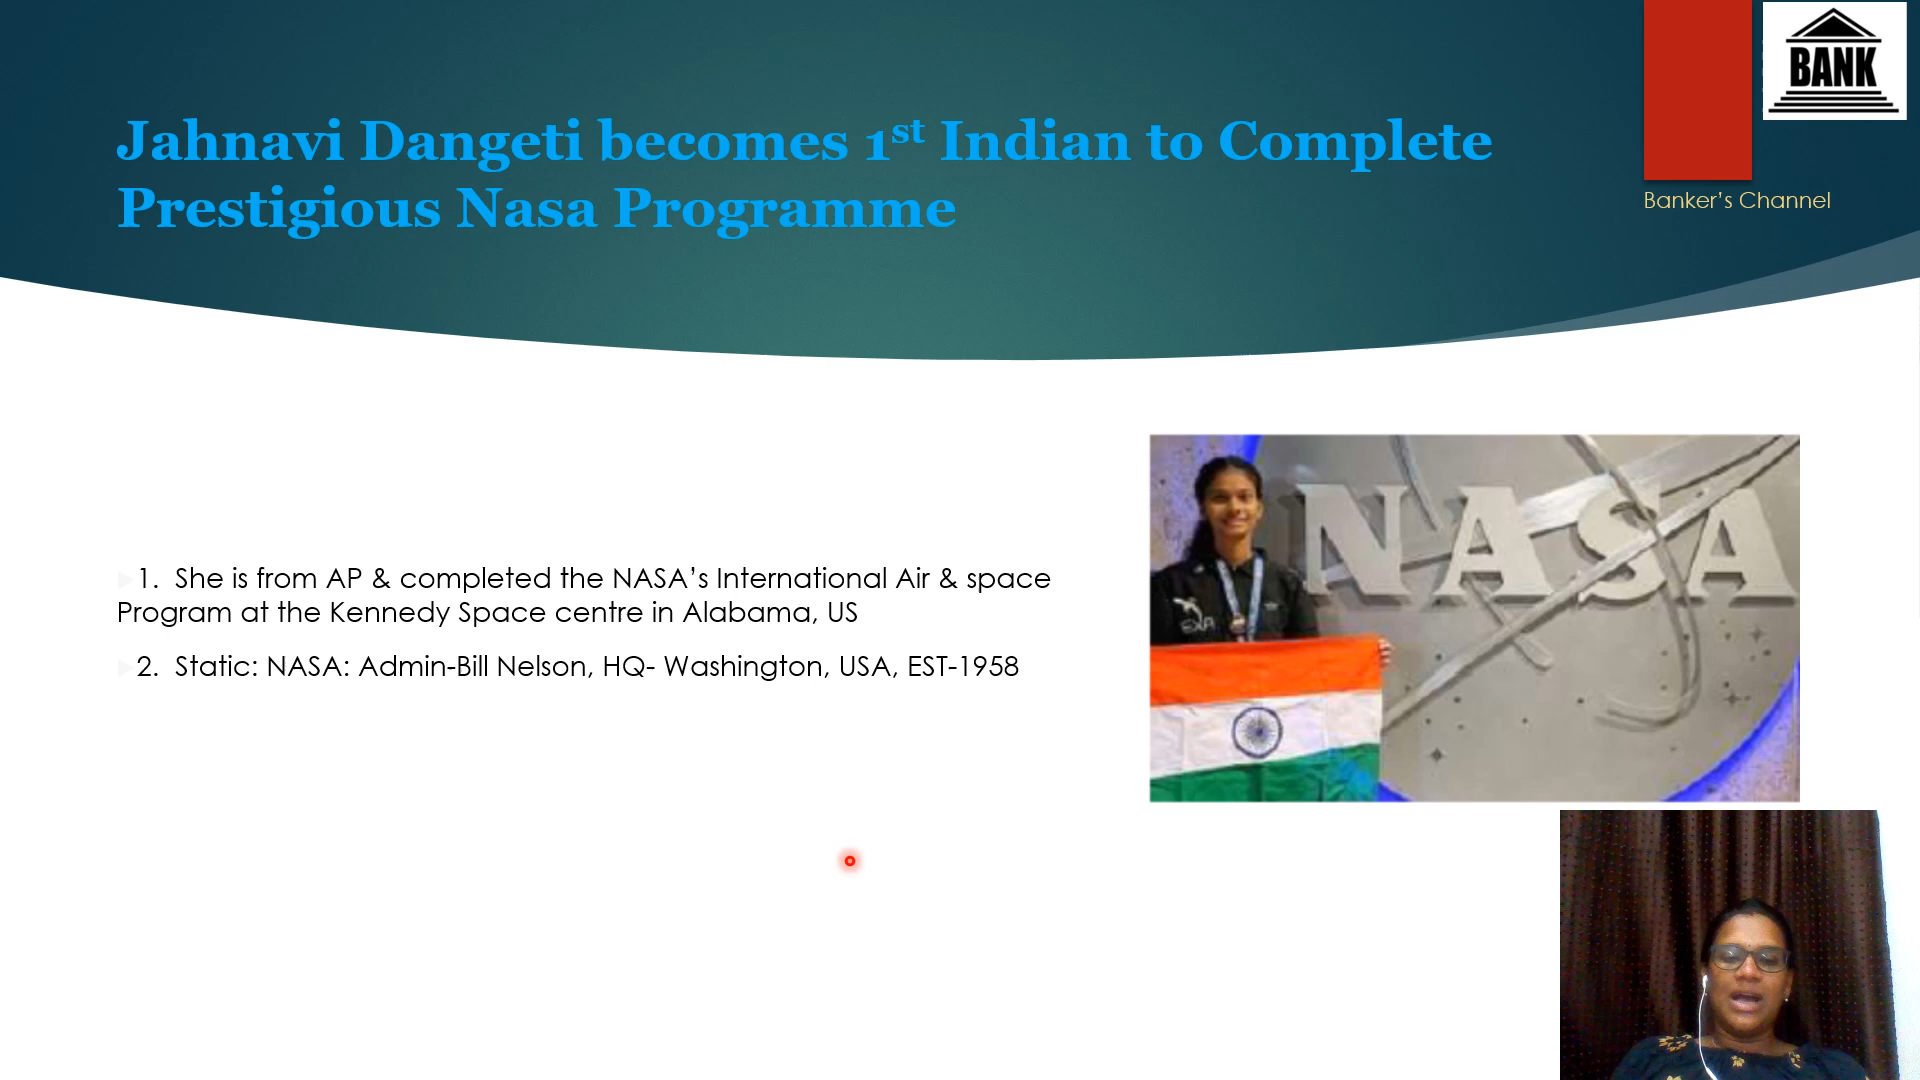 BANK
Jahnavi Dangeti becomes 1st Indian to Complete
Prestigious Nasa Programme
Banker’s Channel
1. She is from AP & completed the NASA’s International Air & space
Program at the Kennedy Space centre in Alabama, US
2. Static: NASA: Admin-Bill Nelson, HQ- Washington, USA, EST-1958
NASA